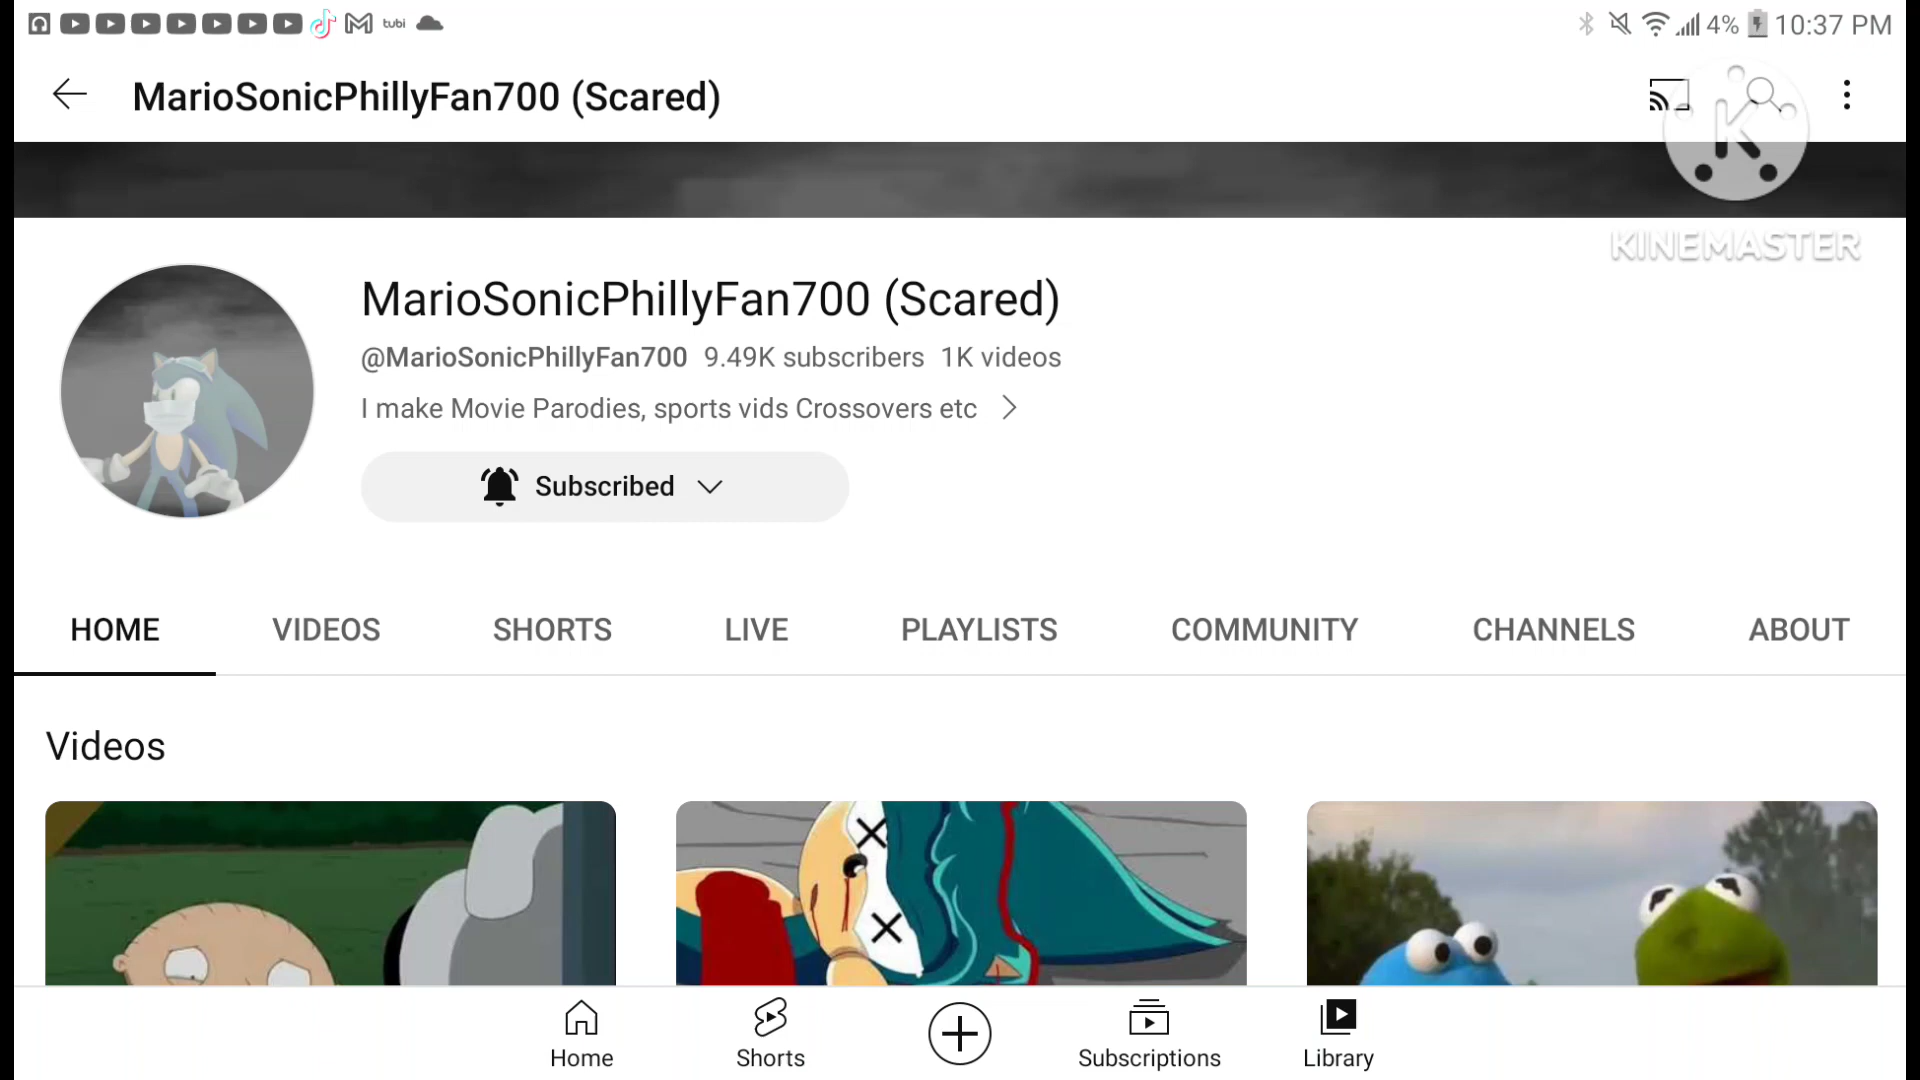 tubi
4% 10:37 PM
MarioSonicPhillyFan700 (Scared)
K
KINEMASTER
MarioSonicPhillyFan700 (Scared)
@MarioSonicPhillyFan700 9.49K subscribers 1K videos
I make Movie Parodies, sports vids Crossovers etc
Subscribed
HOME VIDEOS SHORTS LIVE PLAYLISTS COMMUNITY CHANNELS ABOUT
Videos
Home Shorts Subscriptions Library